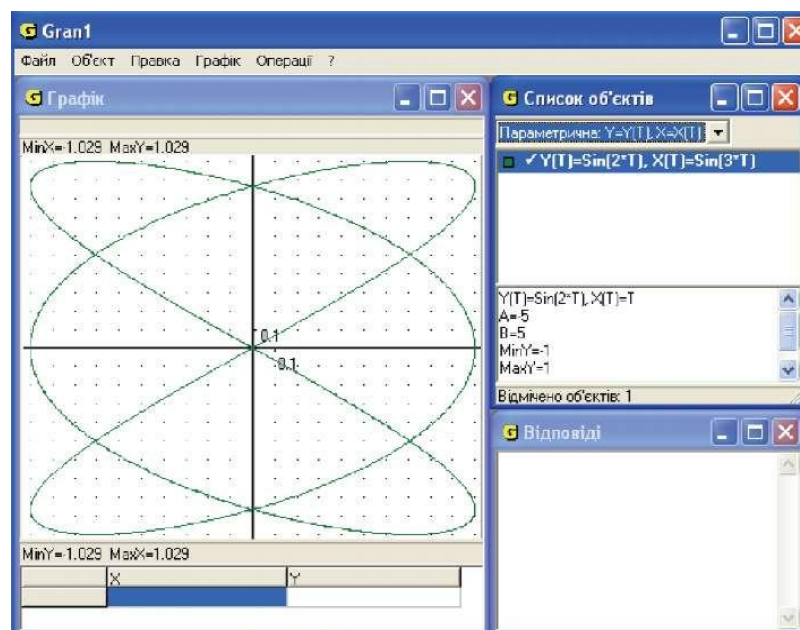 Gran1
Файл Об'єкт Правка Графік Операції ?
Графік
MinX=-1.029 MaxY=1.029
0.1
0.1
MinY=-1.029 MaxX=1.029
X Y
Список об'єктів
Параметрична: Y=Y(T), X=X(T)
Y(T)=Sin(2*T), X(T)=Sin(3*T)
Y(T)=Sin(2*T), X(T)=T
A=-5
B=5
MinY=-1
MaxY=1
Відмічено об'єктів: 1
Відповіді